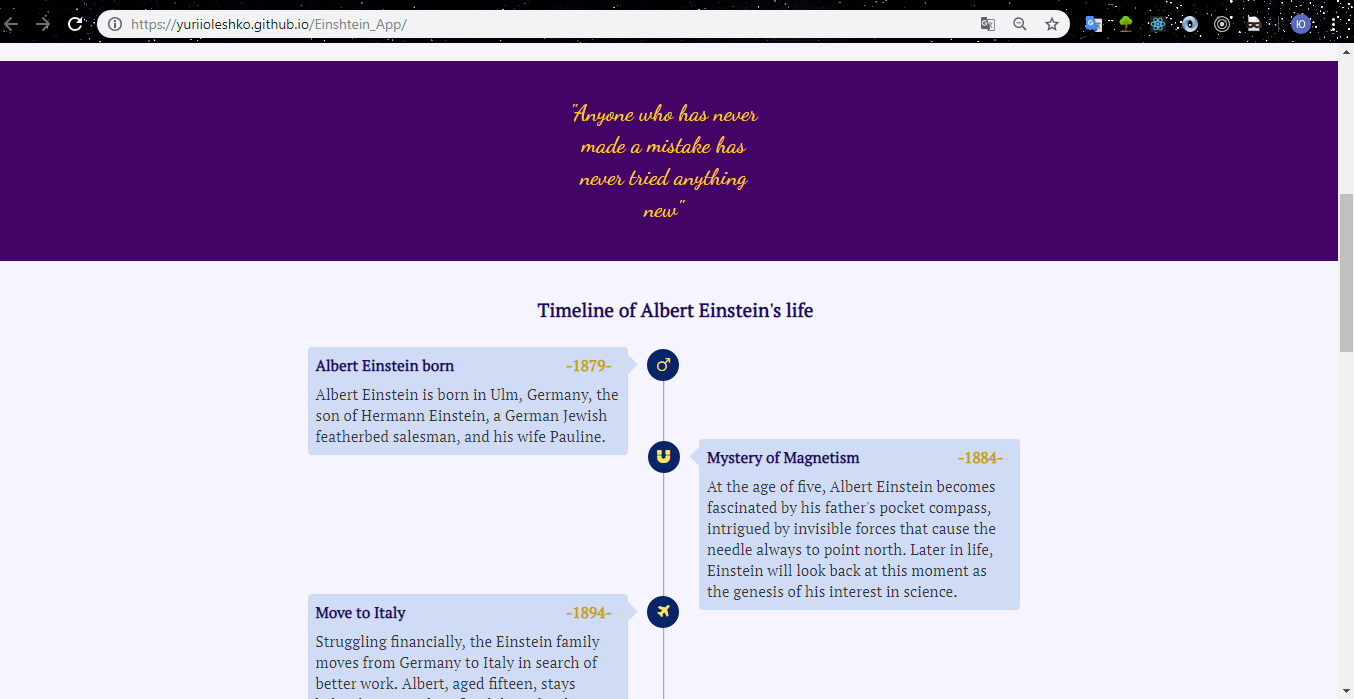 https://yuriioleshko.github.io/Einshtein_App/
Ю
"Anyone who has never
made a mistake has
never tried anything
new"
Timeline of Albert Einstein's life
Albert Einstein born -1879-
Albert Einstein is born in Ulm, Germany, the
son of Hermann Einstein, a German Jewish
featherbed salesman, and his wife Pauline.
Mystery of Magnetism -1884-
At the age of five, Albert Einstein becomes
fascinated by his father's pocket compass,
intrigued by invisible forces that cause the
needle always to point north. Later in life,
Einstein will look back at this moment as
the genesis of his interest in science.
Move to Italy -1894-
Struggling financially, the Einstein family
moves from Germany to Italy in search of
better work. Albert, aged fifteen, stays